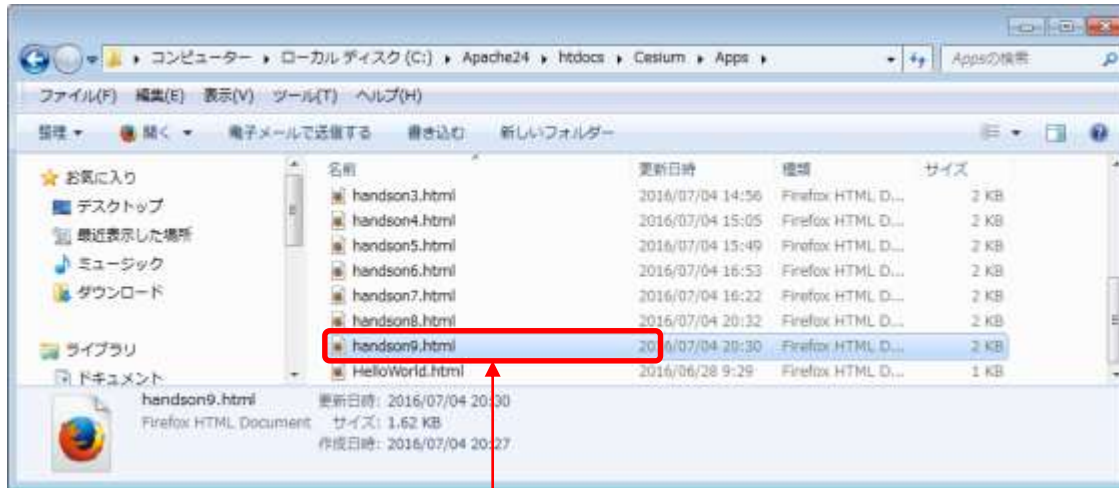 コンピューター ▸ ローカル ディスク (C:) ▸ Apache24 ▸ htdocs ▸ Cesium ▸ Apps ▸
Appsの検索
ファイル(F) 編集(E) 表示(V) ツール(T) ヘルプ(H)
整理 ▼ 開く ▼ 電子メールで送信する 書き込む 新しいフォルダー
お気に入り
デスクトップ
最近表示した場所
ミュージック
ダウンロード
ライブラリ
ドキュメント
名前 更新日時 種類 サイズ
handson3.html 2016/07/04 14:56 Firefox HTML D... 2 KB
handson4.html 2016/07/04 15:05 Firefox HTML D... 2 KB
handson5.html 2016/07/04 15:49 Firefox HTML D... 2 KB
handson6.html 2016/07/04 16:53 Firefox HTML D... 2 KB
handson7.html 2016/07/04 16:22 Firefox HTML D... 2 KB
handson8.html 2016/07/04 20:32 Firefox HTML D... 2 KB
handson9.html 2016/07/04 20:30 Firefox HTML D... 2 KB
HelloWorld.html 2016/06/28 9:29 Firefox HTML D... 1 KB
handson9.html 更新日時: 2016/07/04 20:30
Firefox HTML Document サイズ: 1.62 KB
作成日時: 2016/07/04 20:27